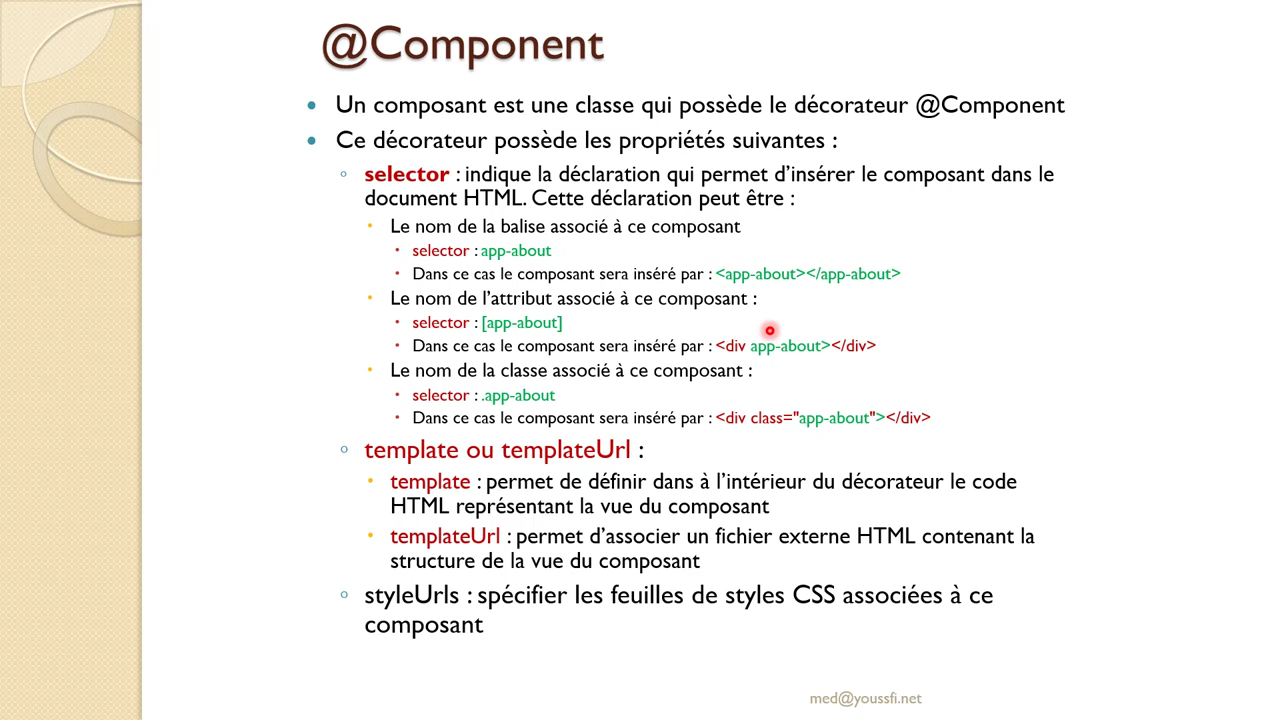 @Component
• Un composant est une classe qui possède le décorateur @Component
• Ce décorateur possède les propriétés suivantes :
◦ selector : indique la déclaration qui permet d’insérer le composant dans le
document HTML. Cette déclaration peut être :
• Le nom de la balise associé à ce composant
• selector : app-about
• Dans ce cas le composant sera inséré par : <app-about></app-about>
• Le nom de l’attribut associé à ce composant :
• selector : [app-about]
• Dans ce cas le composant sera inséré par : <div app-about></div>
• Le nom de la classe associé à ce composant :
• selector : .app-about
• Dans ce cas le composant sera inséré par : <div class="app-about"></div>
◦ template ou templateUrl :
• template : permet de définir dans à l’intérieur du décorateur le code
HTML représentant la vue du composant
• templateUrl : permet d’associer un fichier externe HTML contenant la
structure de la vue du composant
◦ styleUrls : spécifier les feuilles de styles CSS associées à ce
composant
med@youssfi.net